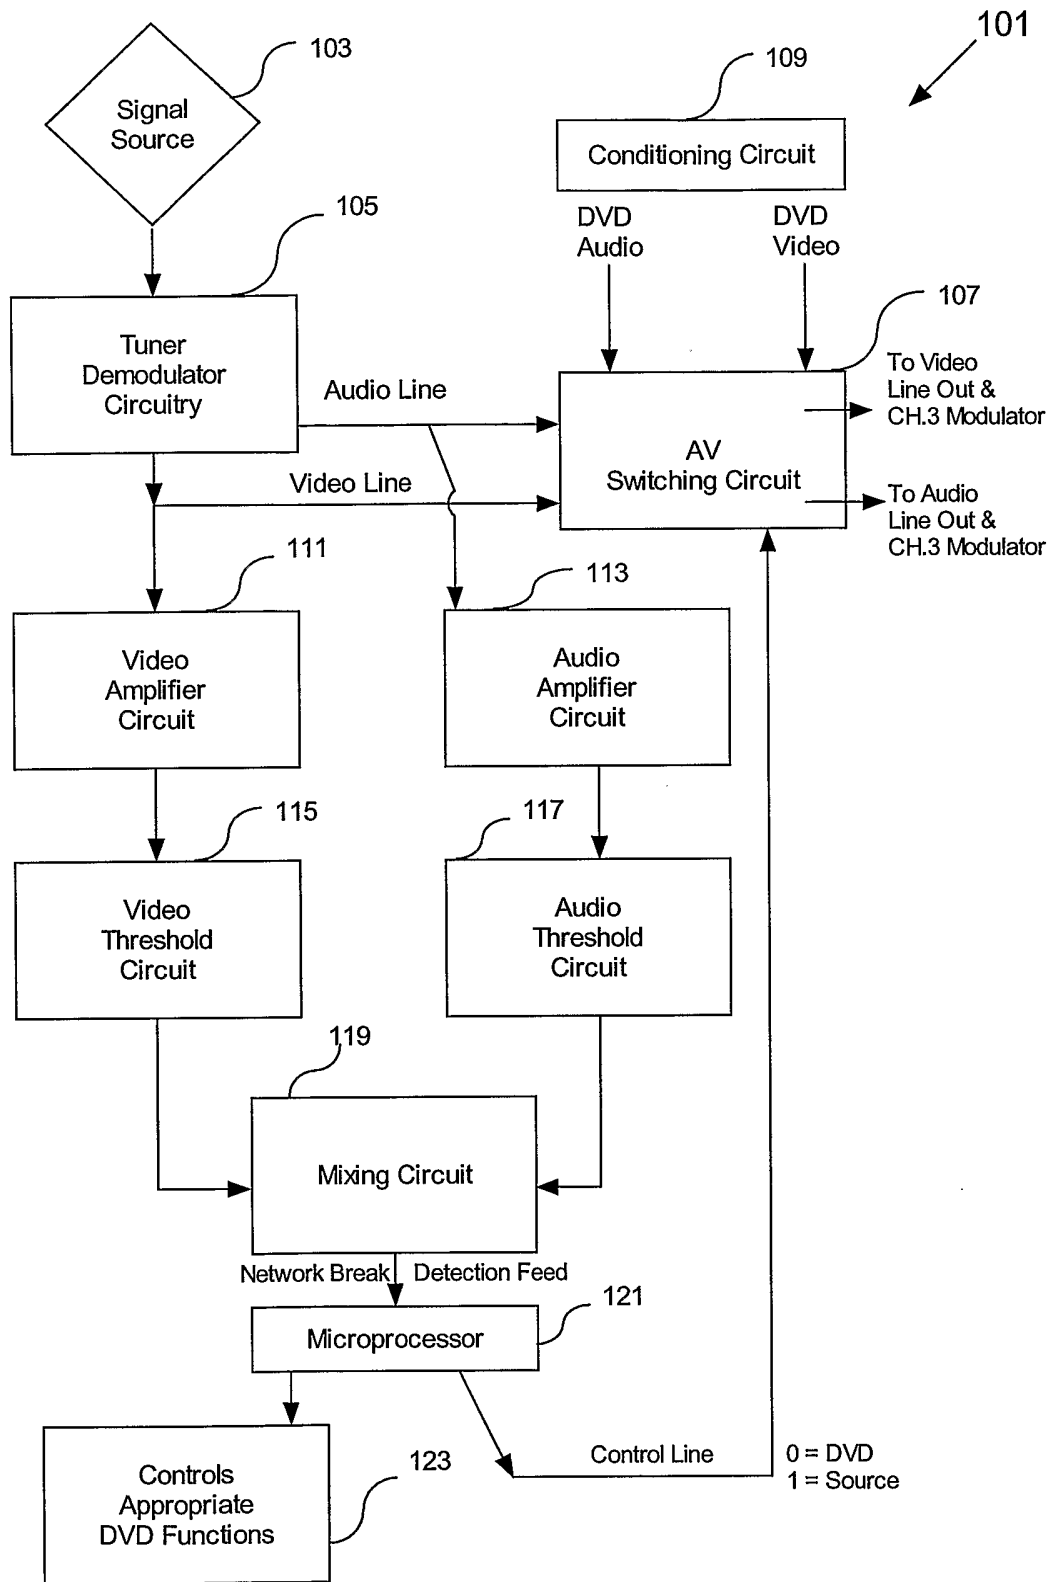 101
103
Signal
Source
109
Conditioning Circuit
105
DVD
Audio
DVD
Video
107
Tuner
Demodulator
Circuitry
Audio Line
To Video
Line Out &
CH.3 Modulator
AV
Switching Circuit
Video Line
To Audio
Line Out &
CH.3 Modulator
111
113
Video
Amplifier
Circuit
Audio
Amplifier
Circuit
115
117
Video
Threshold
Circuit
Audio
Threshold
Circuit
119
Mixing Circuit
Network Break
Detection Feed
121
Microprocessor
Control Line
0 = DVD
1 = Source
123
Controls
Appropriate
DVD Functions